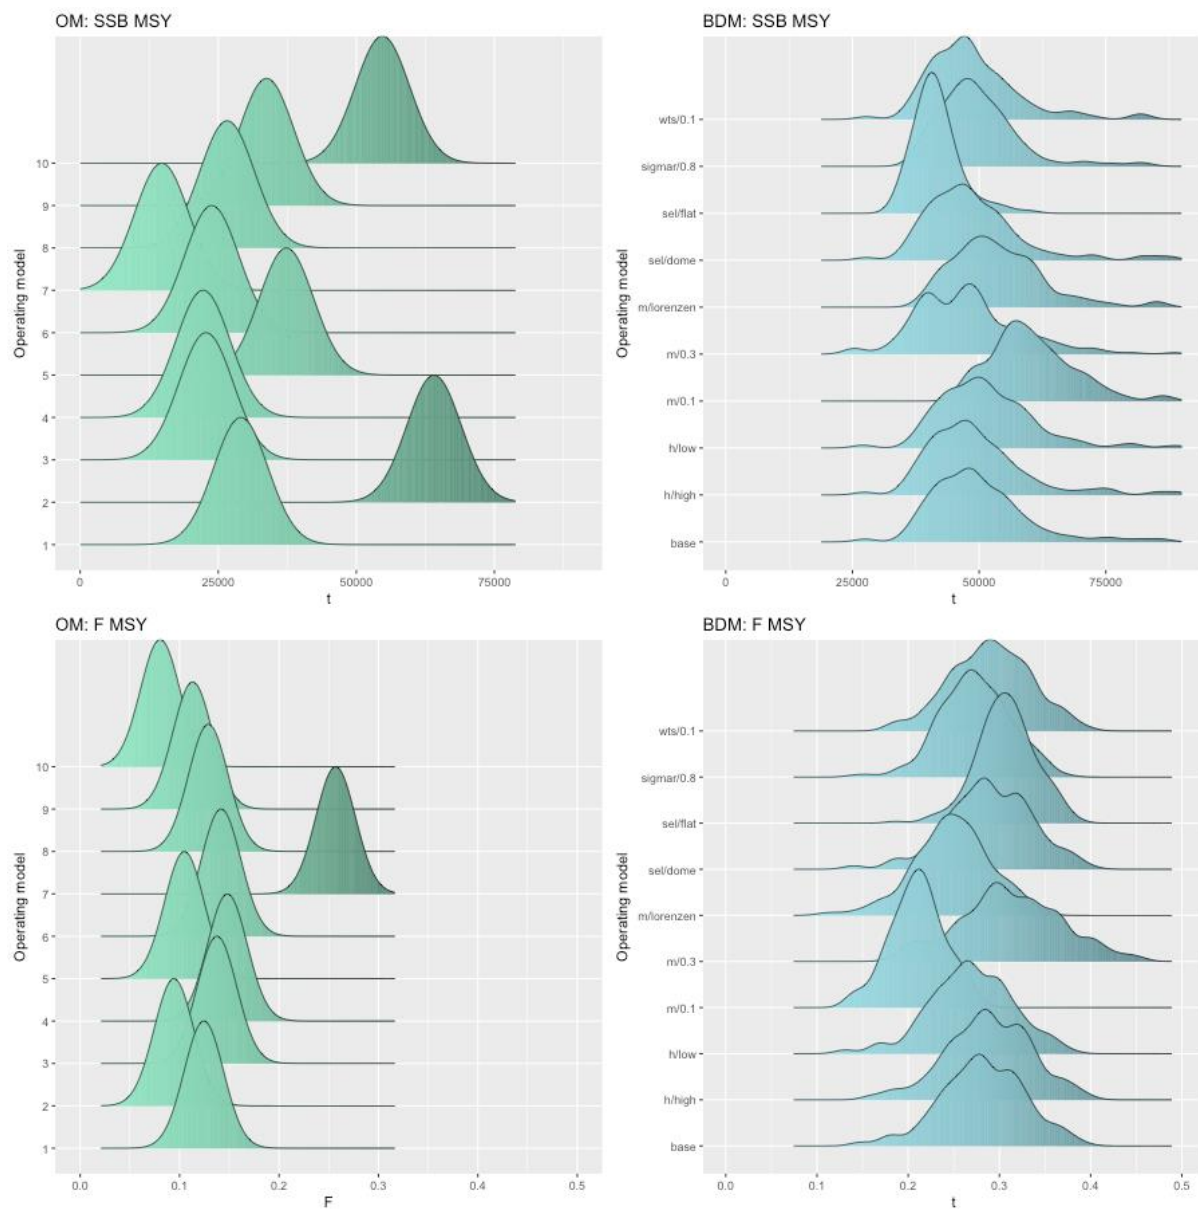 OM: SSB MSY
Operating model
10
9
8
7
6
5
4
3
2
1
0
25000
50000
75000
t
BDM: SSB MSY
Operating model
wts/0.1
sigmar/0.8
sel/flat
sel/dome
m/lorenzen
m/0.3
m/0.1
h/low
h/high
base
0
25000
50000
75000
t
OM: F MSY
Operating model
10
9
8
7
6
5
4
3
2
1
0.0
0.1
0.2
0.3
0.4
0.5
F
BDM: F MSY
Operating model
wts/0.1
sigmar/0.8
sel/flat
sel/dome
m/lorenzen
m/0.3
m/0.1
h/low
h/high
base
0.0
0.1
0.2
0.3
0.4
0.5
t